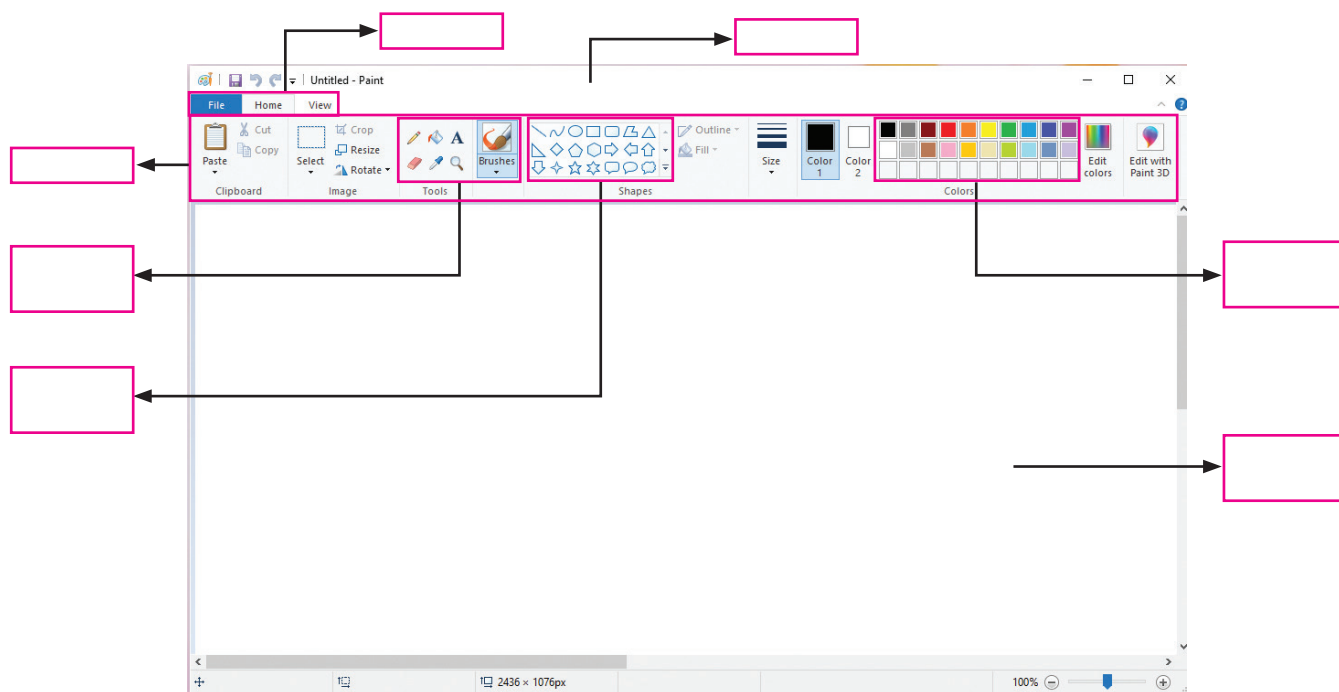 Untitled - Paint
File Home View
Paste
Cut
Copy
Clipboard
Select
Crop
Resize
Rotate
Image
A
Tools
Brushes
Shapes
Outline
Fill
Size
Color 1
Color 2
Colors
Edit colors
Edit with Paint 3D
2436 × 1076px
100%